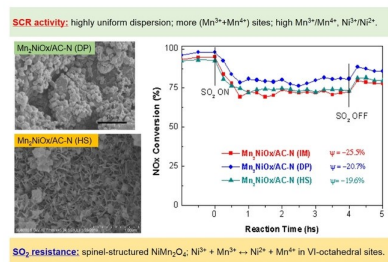 SCR activity: highly uniform dispersion; more (Mn³⁺+Mn⁴⁺) sites; high Mn³⁺/Mn⁴⁺, Ni³⁺/Ni²⁺.
Mn₂NiOx/AC-N (DP)
Mn₂NiOx/AC-N (HS)
NOx Conversion (%)
100
75
50
25
0
SO₂ ON
SO₂ OFF
Mn₂NiOx/AC-N (IM) Ψ=-25.5%
Mn₂NiOx/AC-N (DP) Ψ=-20.7%
Mn₂NiOx/AC-N (HS) Ψ=-19.6%
0 1 2 3 4 5
Reaction Time (hs)
SO₂ resistance: spinel-structured NiMn₂O₄; Ni³⁺ + Mn³⁺ ↔ Ni²⁺ + Mn⁴⁺ in VI-octahedral sites.